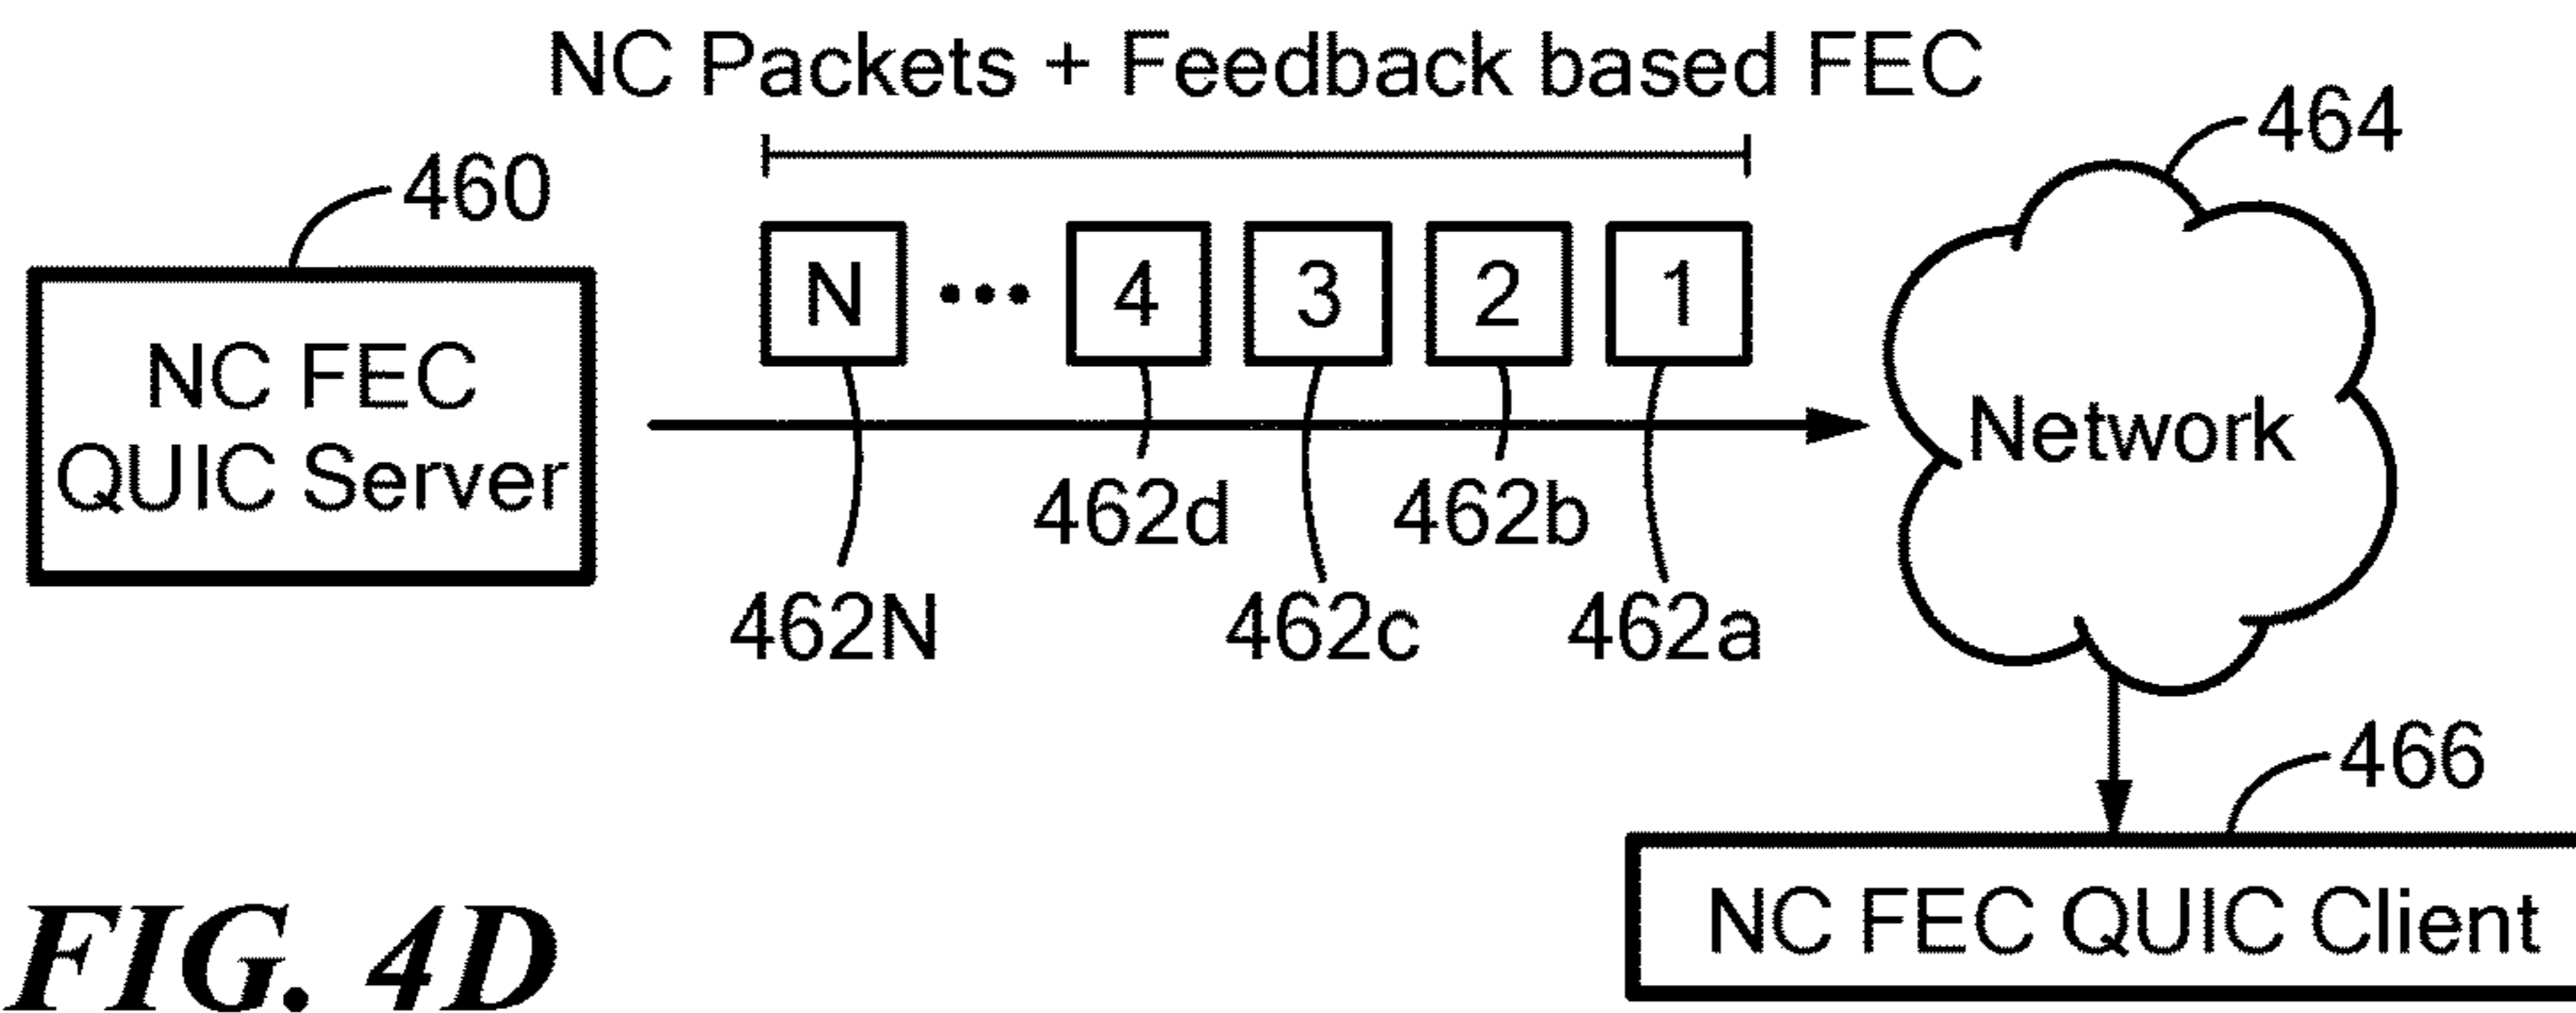 NC Packets + Feedback based FEC
464
460
N ••• 4 3 2 1
NC FEC
QUIC Server
Network
462d 462b
462N 462c 462a
466
NC FEC QUIC Client
FIG. 4D